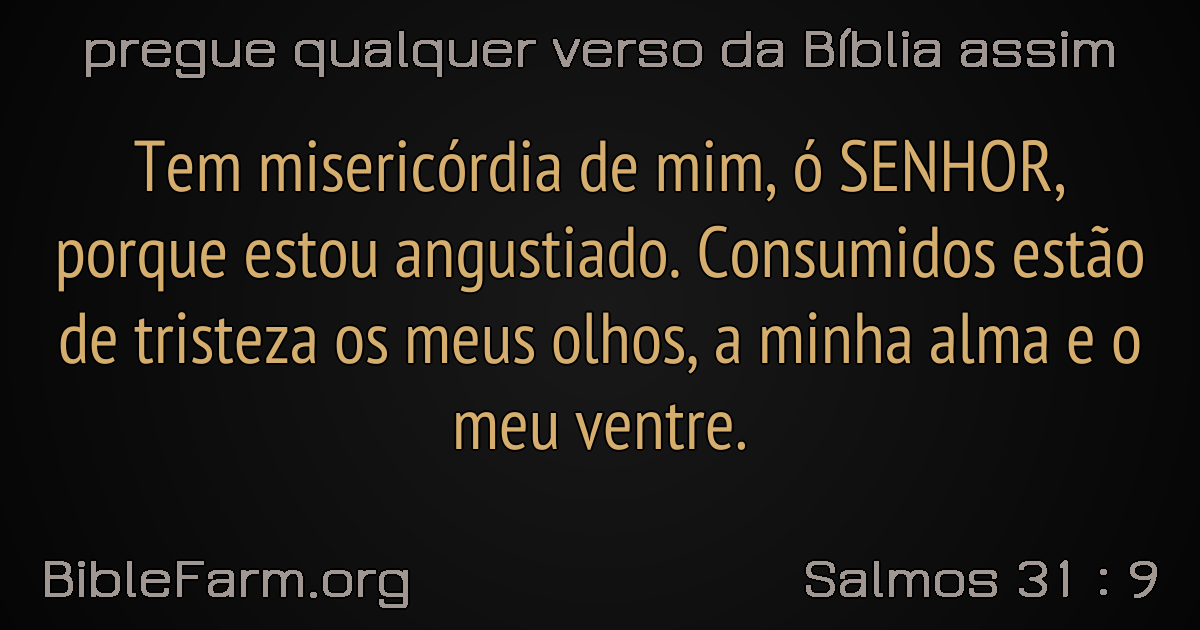 pregue qualquer verso da Bíblia assim
Tem misericórdia de mim, ó SENHOR,
porque estou angustiado. Consumidos estão
de tristeza os meus olhos, a minha alma e o
meu ventre.
BibleFarm.org
Salmos 31 : 9